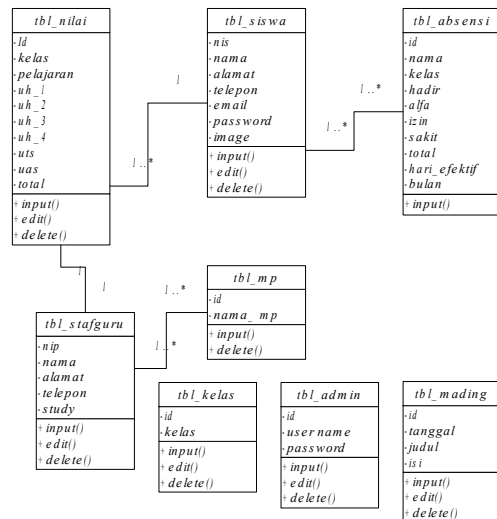 tbl_nilai
-Id
-kelas
-pelajaran
-uh_1
-uh_2
-uh_3
-uh_4
-uts
-uas
-total
+input()
+edit()
+delete()
1
1..*
tbl_siswa
-nis
-nama
-alamat
-telepon
-email
-password
-image
+input()
+edit()
+delete()
1..*
1..*
tbl_absensi
-id
-nama
-kelas
-hadir
-alfa
-izin
-sakit
-total
-hari_efektif
-bulan
+input()
1
1
tbl_stafguru
-nip
-nama
-alamat
-telepon
-study
+input()
+edit()
+delete()
1..*
1..*
tbl_mp
-id
-nama_mp
+input()
+delete()
tbl_kelas
-id
-kelas
+input()
+edit()
+delete()
tbl_admin
-id
-username
-password
+input()
+edit()
+delete()
tbl_mading
-id
-tanggal
-judul
-isi
+input()
+edit()
+delete()